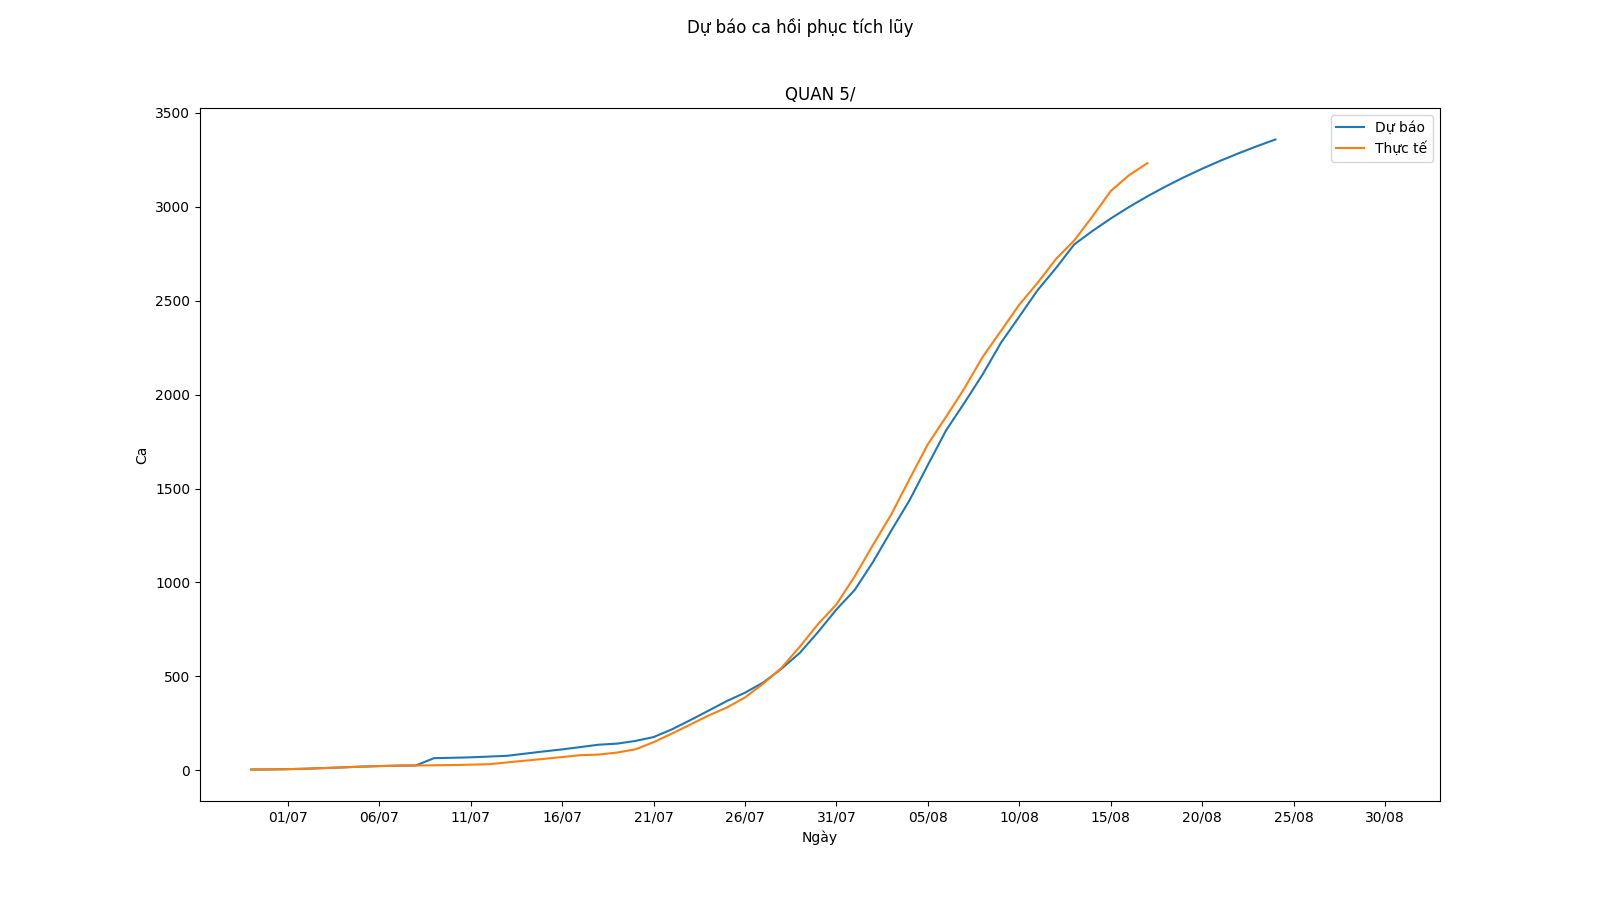 Dự báo ca hồi phục tích lũy
QUAN 5/
Dự báo
Thực tế
3500
3000
2500
2000
1500
1000
500
0
Ca
01/07 06/07 11/07 16/07 21/07 26/07 31/07 05/08 10/08 15/08 20/08 25/08 30/08
Ngày